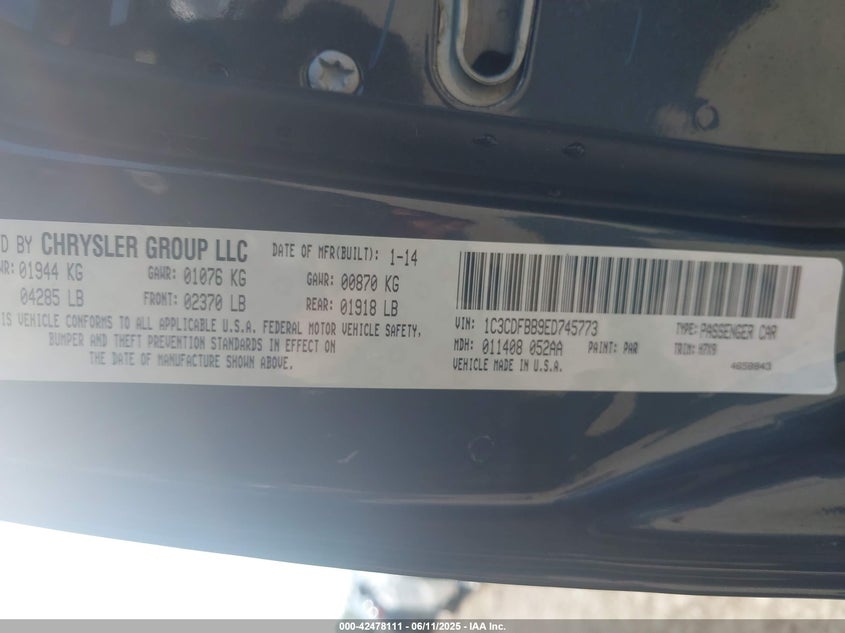 D BY CHRYSLER GROUP LLC DATE OF MFR(BUILT): 1-14
WR: 01944 KG GAWR: 01076 KG GAWR: 00870 KG
04285 LB FRONT: 02370 LB REAR: 01918 LB
IS VEHICLE CONFORMS TO ALL APPLICABLE U.S.A. FEDERAL MOTOR VEHICLE SAFETY,
BUMPER AND THEFT PREVENTION STANDARDS IN EFFECT ON
THE DATE OF MANUFACTURE SHOWN ABOVE.
VIN: 1C3CDFBB9ED745773 TYPE: PASSENGER CAR
MDH: 011408 052AA PAINT: PAR TRIM: H7X9
VEHICLE MADE IN U.S.A. 4658843
000-42478111 - 06/11/2025 - IAA Inc.